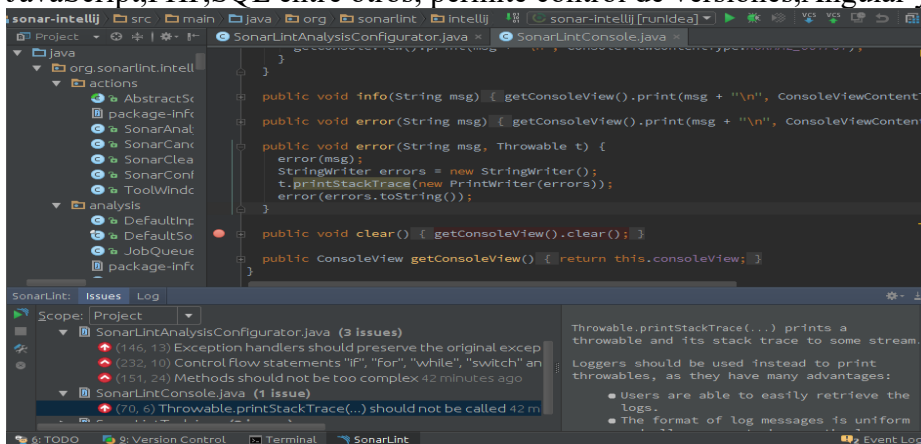 JavaScript,PHP,SQL entre otros, permite control de versiones,Angular y
sonar-intellij src main java org sonarlint intellij sonar-intellij [runIdea]
Project SonarLintAnalysisConfigurator.java × SonarLintConsole.java ×
java
org.sonarlint.intell
actions
AbstractSc
package-info
SonarAnal
SonarCanc
SonarClea
SonarConf
ToolWindc
analysis
DefaultInp
DefaultSo
JobQueue
package-info
}
}
public void info(String msg) { getConsoleView().print(msg + "\n", ConsoleViewContentT
public void error(String msg) { getConsoleView().print(msg + "\n", ConsoleViewConten
public void error(String msg, Throwable t) {
error(msg);
StringWriter errors = new StringWriter();
t.printStackTrace(new PrintWriter(errors));
error(errors.toString());
}
public void clear() { getConsoleView().clear(); }
public ConsoleView getConsoleView() { return this.consoleView; }
}
SonarLint: Issues Log
Scope: Project
SonarLintAnalysisConfigurator.java (3 issues)
(146, 13) Exception handlers should preserve the original excep
(232, 10) Control flow statements "if", "for", "while", "switch" an
(151, 24) Methods should not be too complex 42 minutes ago
SonarLintConsole.java (1 issue)
(70, 6) Throwable.printStackTrace(...) should not be called 42 m
Throwable.printStackTrace(...) prints a
throwable and its stack trace to some stream.
Loggers should be used instead to print
throwables, as they have many advantages:
Users are able to easily retrieve the
logs.
The format of log messages is uniform
6: TODO 9: Version Control Terminal SonarLint 2 Event Log